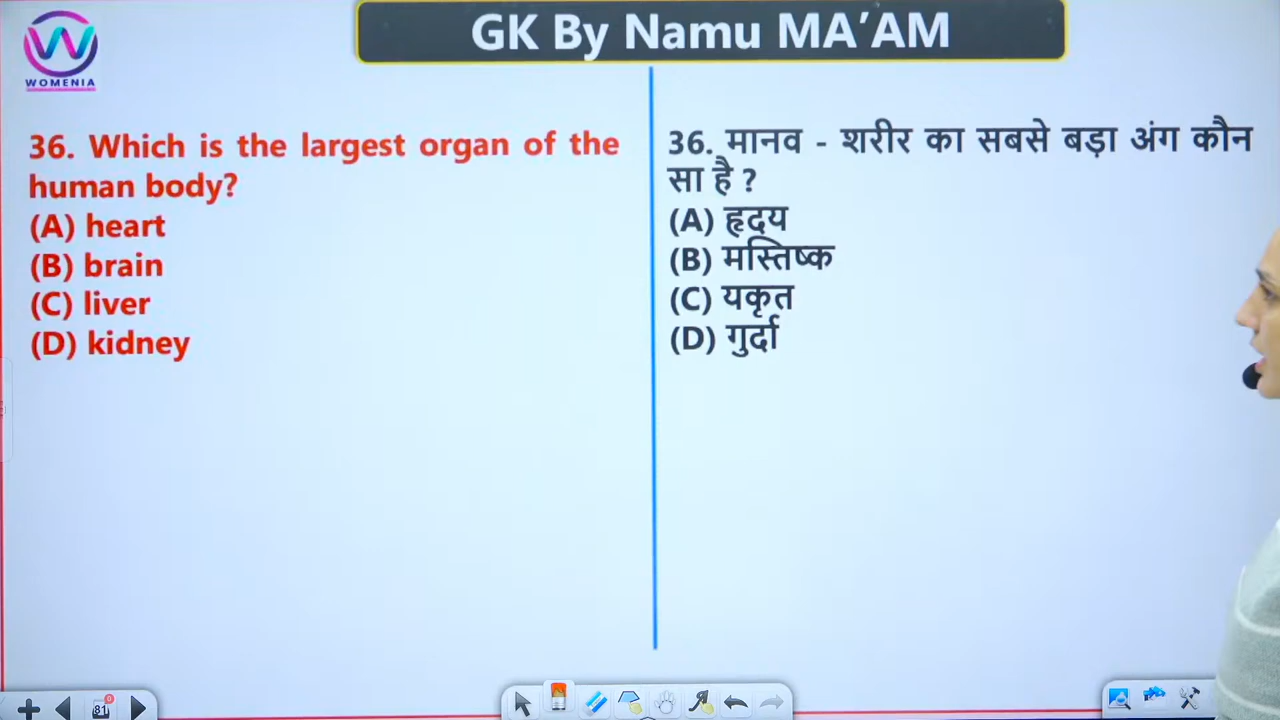 WOMENIA
GK By Namu MA’AM
36. Which is the largest organ of the
human body?
(A) heart
(B) brain
(C) liver
(D) kidney
36. मानव - शरीर का सबसे बड़ा अंग कौन
सा है ?
(A) हृदय
(B) मस्तिष्क
(C) यकृत
(D) गुर्दा
81